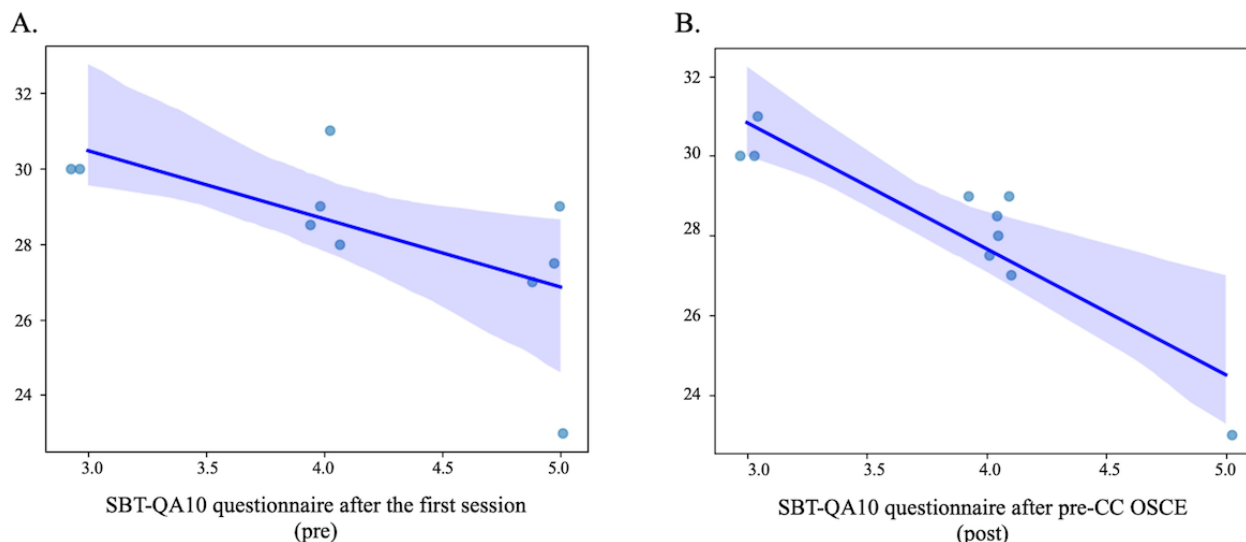 A.
32
30
28
26
24
3.0 3.5 4.0 4.5 5.0
SBT-QA10 questionnaire after the first session
(pre)
B.
32
30
28
26
24
3.0 3.5 4.0 4.5 5.0
SBT-QA10 questionnaire after pre-CC OSCE
(post)